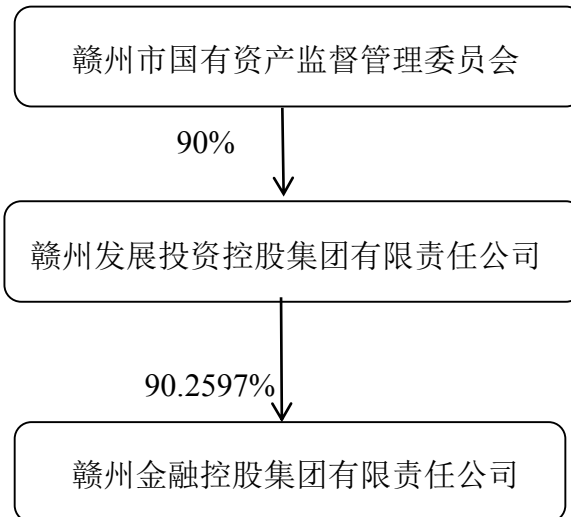 赣州市国有资产监督管理委员会
90%
赣州发展投资控股集团有限责任公司
90.2597%
赣州金融控股集团有限责任公司